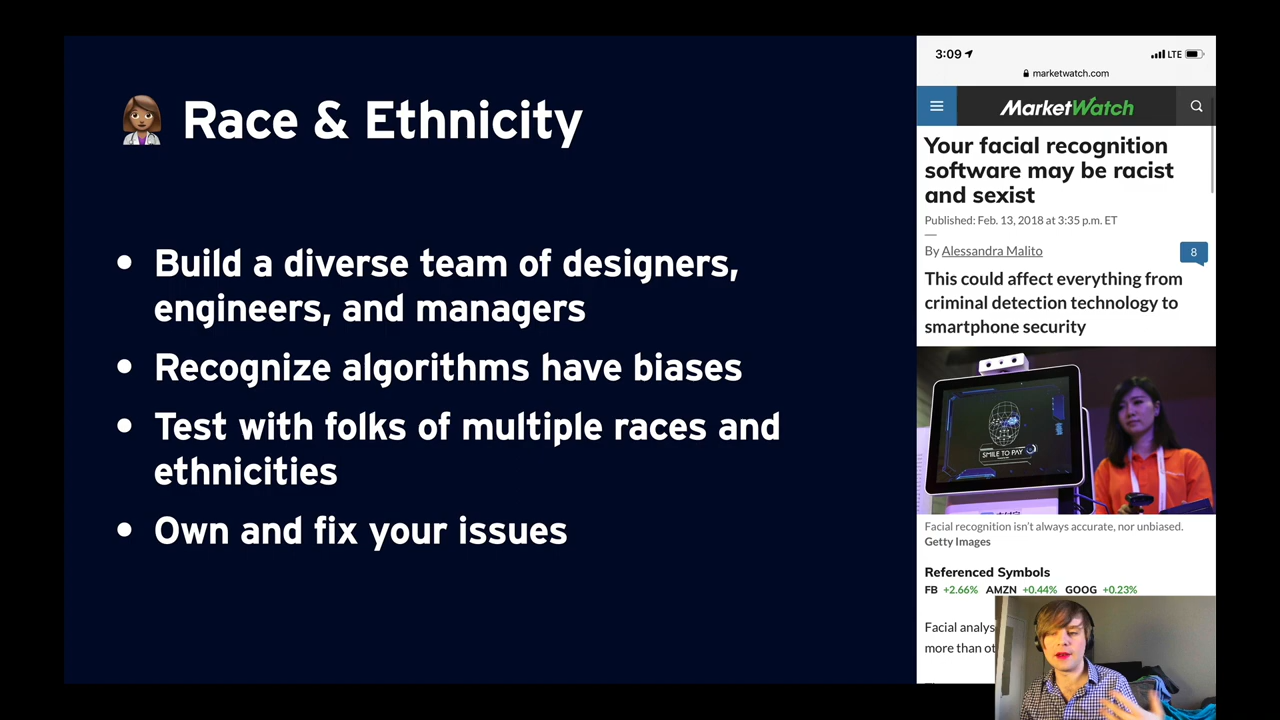 Race & Ethnicity
• Build a diverse team of designers,
engineers, and managers
• Recognize algorithms have biases
• Test with folks of multiple races and
ethnicities
• Own and fix your issues
3:09
LTE
marketwatch.com
MarketWatch
Your facial recognition
software may be racist
and sexist
Published: Feb. 13, 2018 at 3:35 p.m. ET
By Alessandra Malito
8
This could affect everything from
criminal detection technology to
smartphone security
SMILE TO PAY
Facial recognition isn’t always accurate, nor unbiased.
Getty Images
Referenced Symbols
FB +2.66% AMZN +0.44% GOOG +0.23%
Facial analys
more than ot